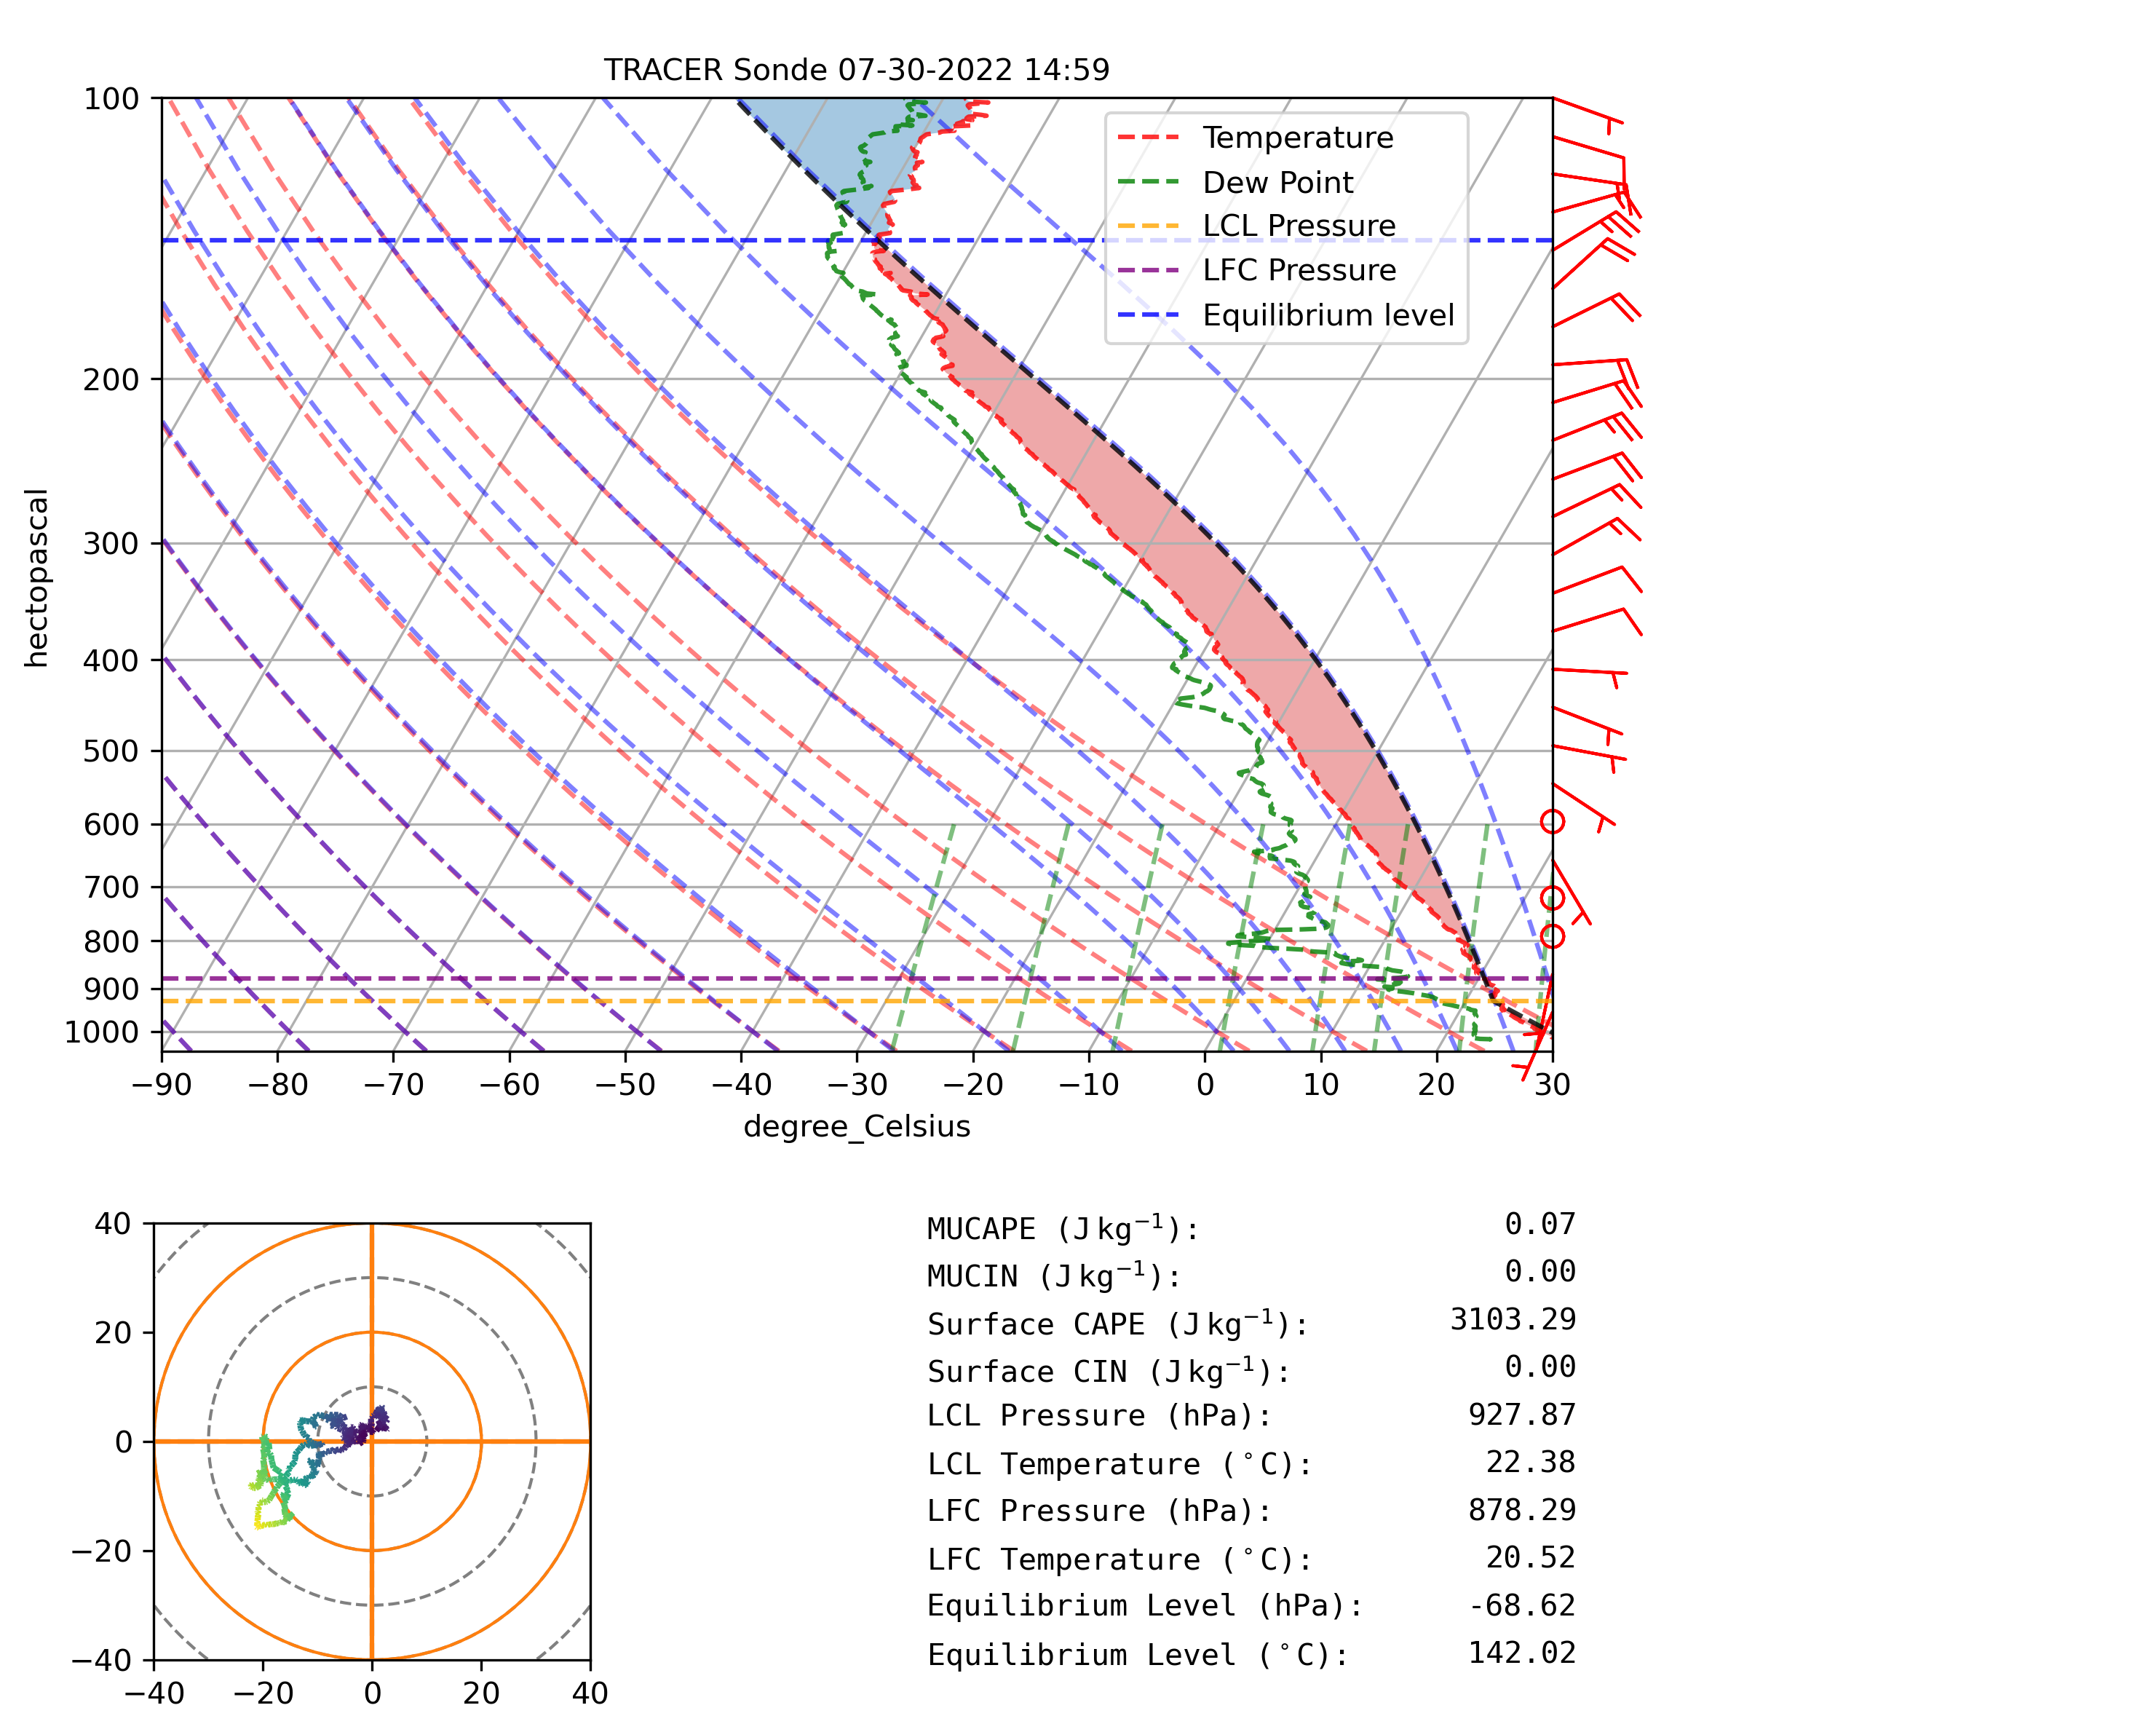 TRACER Sonde 07-30-2022 14:59
100
200
300
400
500
600
700
800
900
1000
hectopascal
Temperature
Dew Point
LCL Pressure
LFC Pressure
Equilibrium level
−90 −80 −70 −60 −50 −40 −30 −20 −10 0 10 20 30
degree_Celsius
40
20
0
−20
−40
−40 −20 0 20 40
MUCAPE (J kg⁻¹): 0.07
MUCIN (J kg⁻¹): 0.00
Surface CAPE (J kg⁻¹): 3103.29
Surface CIN (J kg⁻¹): 0.00
LCL Pressure (hPa): 927.87
LCL Temperature (°C): 22.38
LFC Pressure (hPa): 878.29
LFC Temperature (°C): 20.52
Equilibrium Level (hPa): -68.62
Equilibrium Level (°C): 142.02